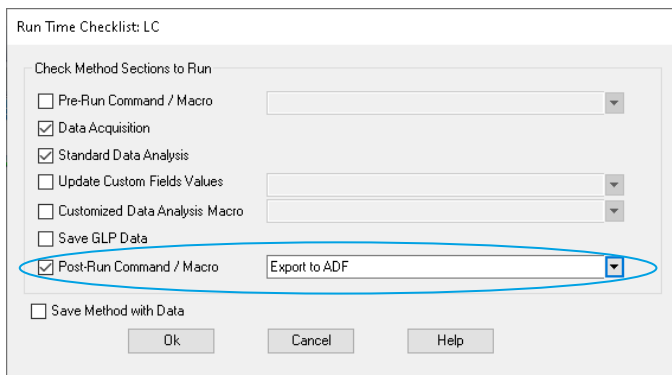 Run Time Checklist: LC
Check Method Sections to Run
Pre-Run Command / Macro
Data Acquisition
Standard Data Analysis
Update Custom Fields Values
Customized Data Analysis Macro
Save GLP Data
Post-Run Command / Macro Export to ADF
Save Method with Data
Ok Cancel Help